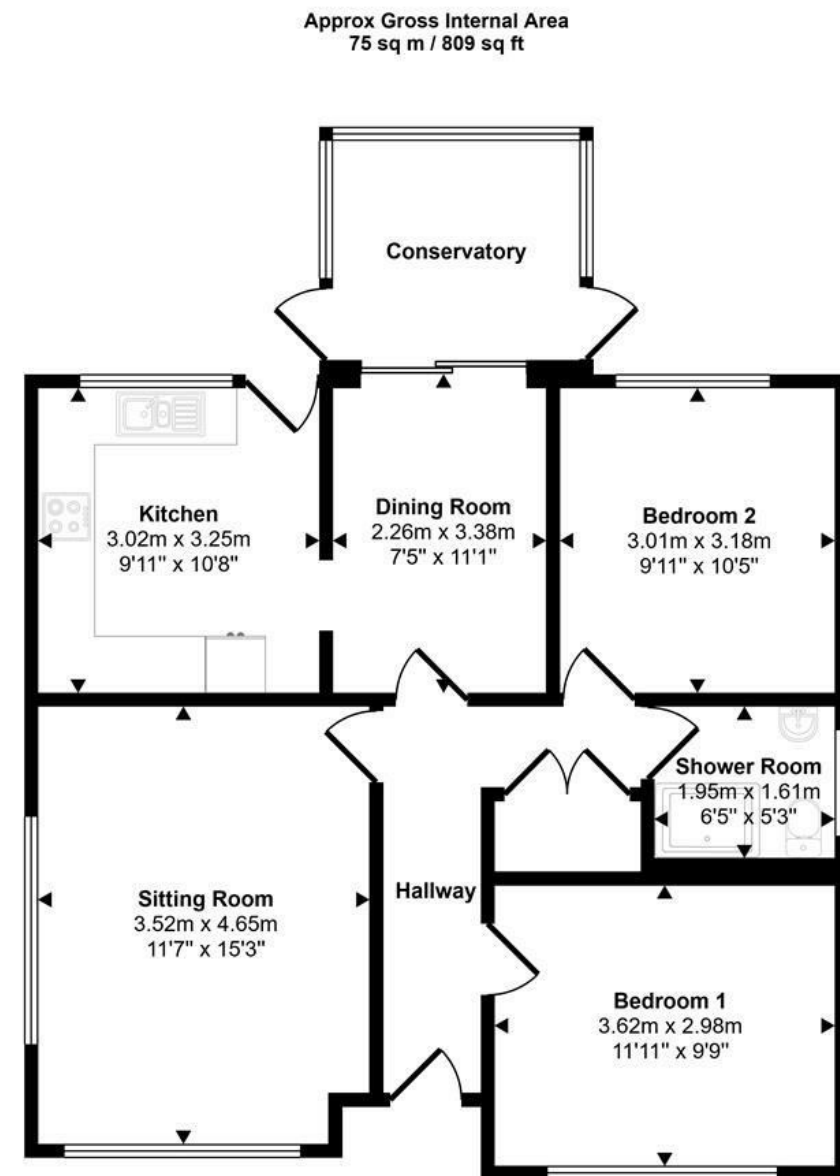 Approx Gross Internal Area
75 sq m / 809 sq ft
Conservatory
Kitchen
3.02m x 3.25m
9'11" x 10'8"
Dining Room
2.26m x 3.38m
7'5" x 11'1"
Bedroom 2
3.01m x 3.18m
9'11" x 10'5"
Shower Room
1.95m x 1.61m
6'5" x 5'3"
Sitting Room
3.52m x 4.65m
11'7" x 15'3"
Hallway
Bedroom 1
3.62m x 2.98m
11'11" x 9'9"